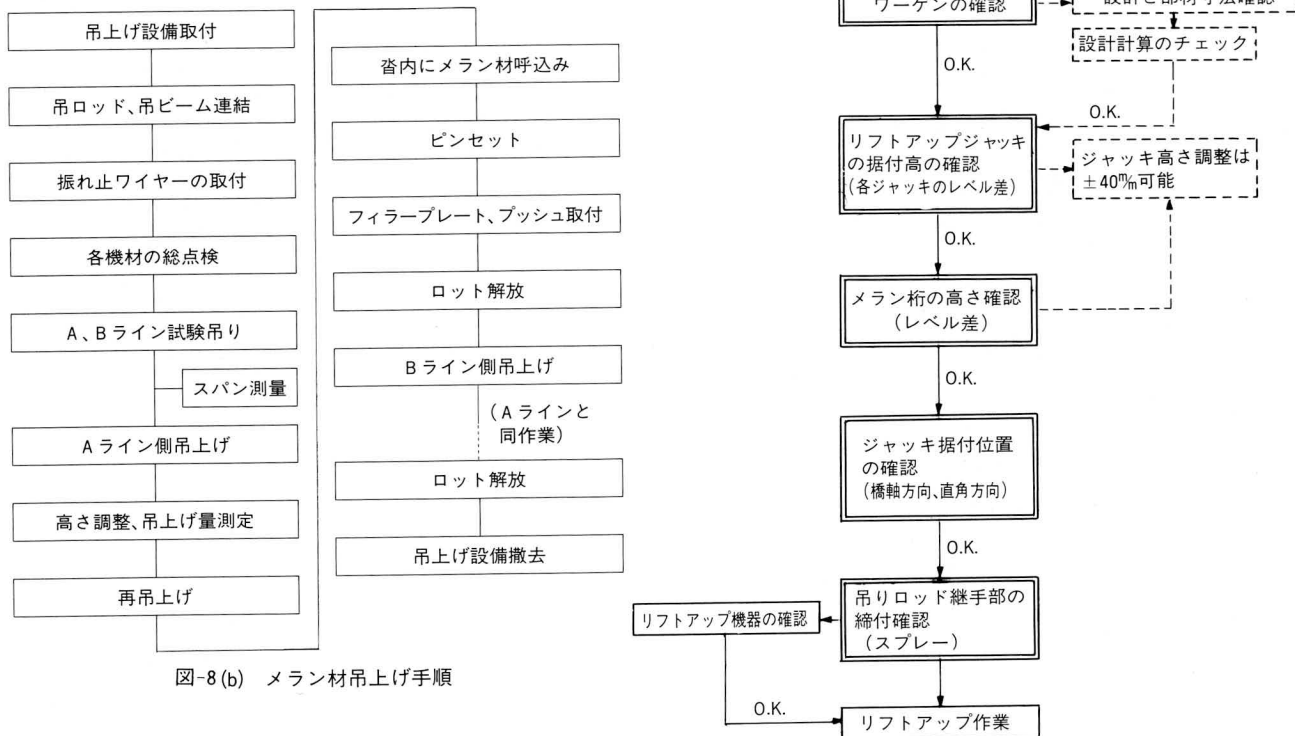 吊上げ設備取付
吊ロッド、吊ビーム連結
振れ止ワイヤーの取付
各機材の総点検
A、Bライン試験吊り
スパン測量
Aライン側吊上げ
高さ調整、吊上げ量測定
再吊上げ
沓内にメラン材呼込み
ピンセット
フィラープレート、プッシュ取付
ロット解放
Bライン側吊上げ
(Aラインと
同作業)
ロット解放
吊上げ設備撤去
図-8(b) メラン材吊上げ手順
ワーゲンの確認
設計と部材寸法確認
設計計算のチェック
O.K.
O.K.
リフトアップジャッキ
の据付高の確認
(各ジャッキのレベル差)
ジャッキ高さ調整は
±40m/m可能
O.K.
メラン桁の高さ確認
(レベル差)
O.K.
ジャッキ据付位置
の確認
(橋軸方向、直角方向)
O.K.
吊りロッド継手部の
締付確認
(スプレー)
リフトアップ機器の確認
O.K.
リフトアップ作業